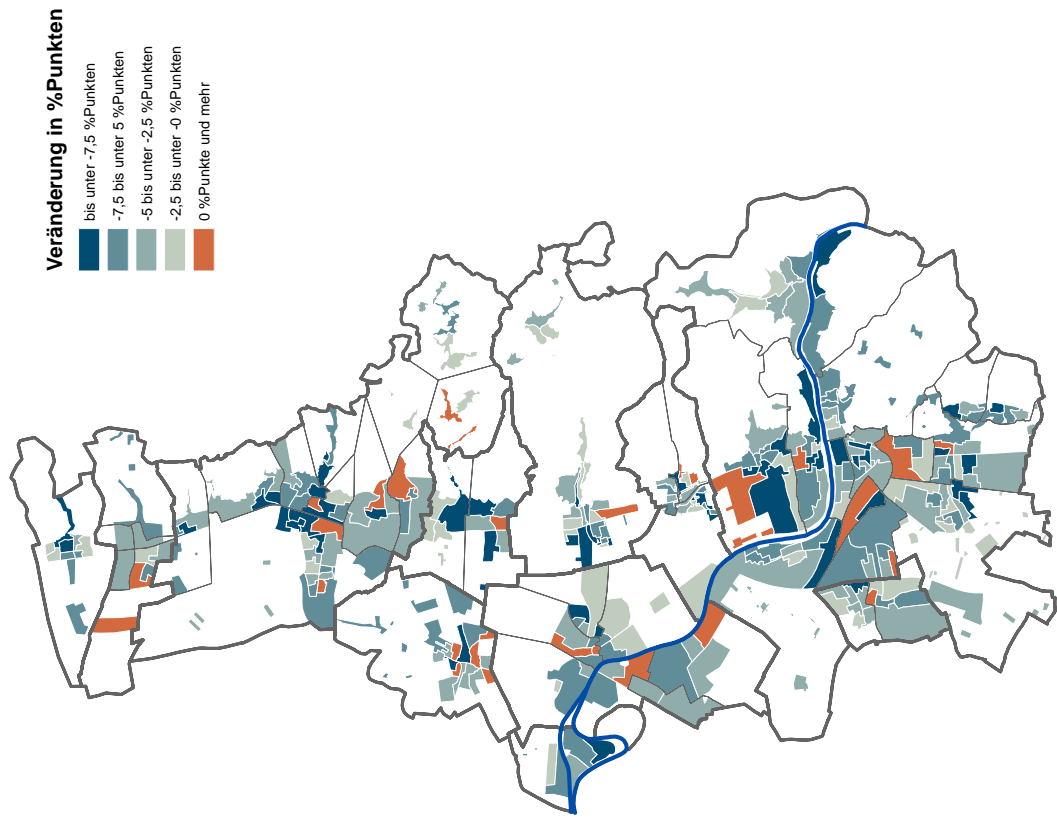 Veränderung in %Punkten
bis unter -7,5 %Punkten
-7,5 bis unter 5 %Punkten
-5 bis unter -2,5 %Punkten
-2,5 bis unter -0 %Punkten
0 %Punkte und mehr